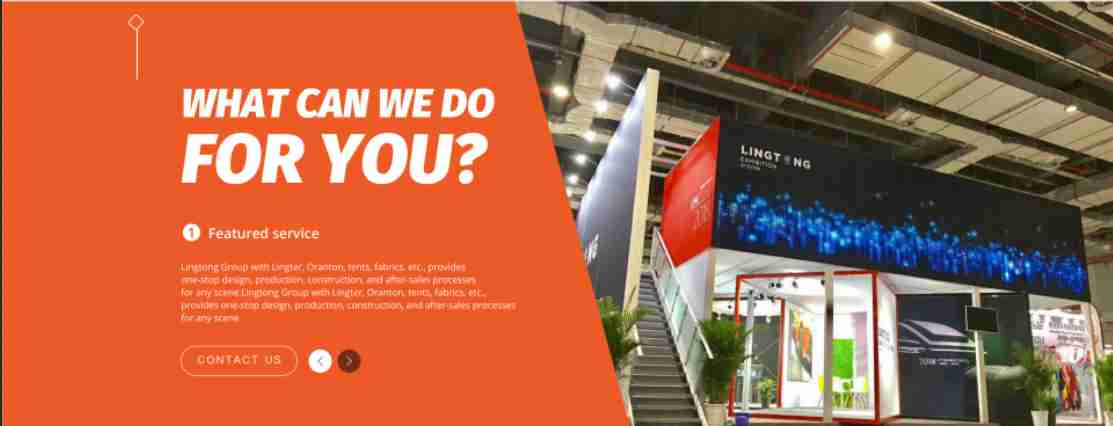 WHAT CAN WE DO
FOR YOU?
1 Featured service
Lingtong Group with Lingter, Oranton, tents, fabrics, etc., provides
one-stop design, production, construction, and after-sales processes
for any scene.Lingtong Group with Lingter, Oranton, tents, fabrics, etc.,
provides one-stop design, production, construction, and after-sales processes
for any scene
CONTACT US
LINGTONG
EXHIBITION
SYSTEM